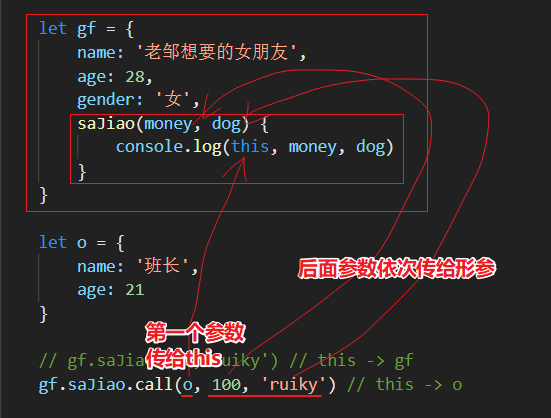 let gf = {
name: '老邹想要的女朋友',
age: 28,
gender: '女',
saJiao(money, dog) {
console.log(this, money, dog)
}
}
let o = {
name: '班长',
age: 21
}
后面参数依次传给形参
第一个参数
传给this
// gf.saJia uiky') // this -> gf
gf.saJiao.call(o, 100, 'ruiky') // this -> o